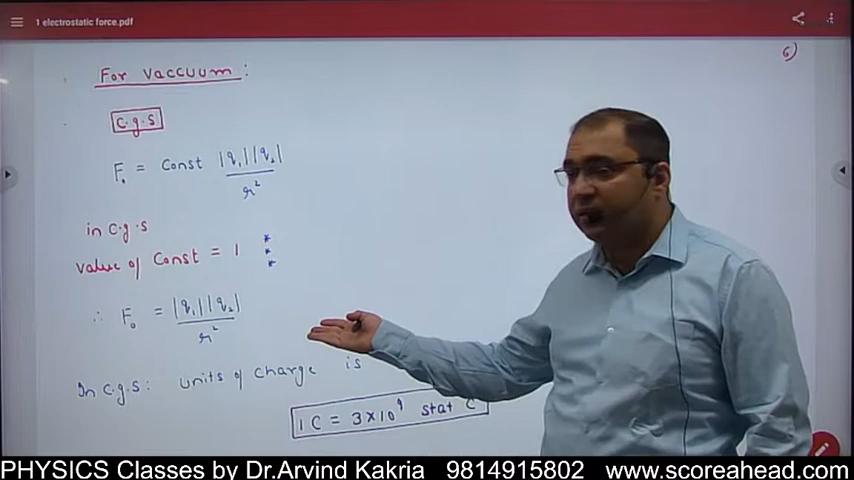 1 electrostatic force.pdf
6)
For Vaccuum :
C.g.S
F₀ = Const |q₁||q₂| / r²
in C.g.S
value of Const = 1 ***
∴ F₀ = |q₁||q₂| / r²
In C.g.S : units of charge is
1 C = 3×10⁹ stat C
PHYSICS Classes by Dr.Arvind Kakria 9814915802 www.scoreahead.com